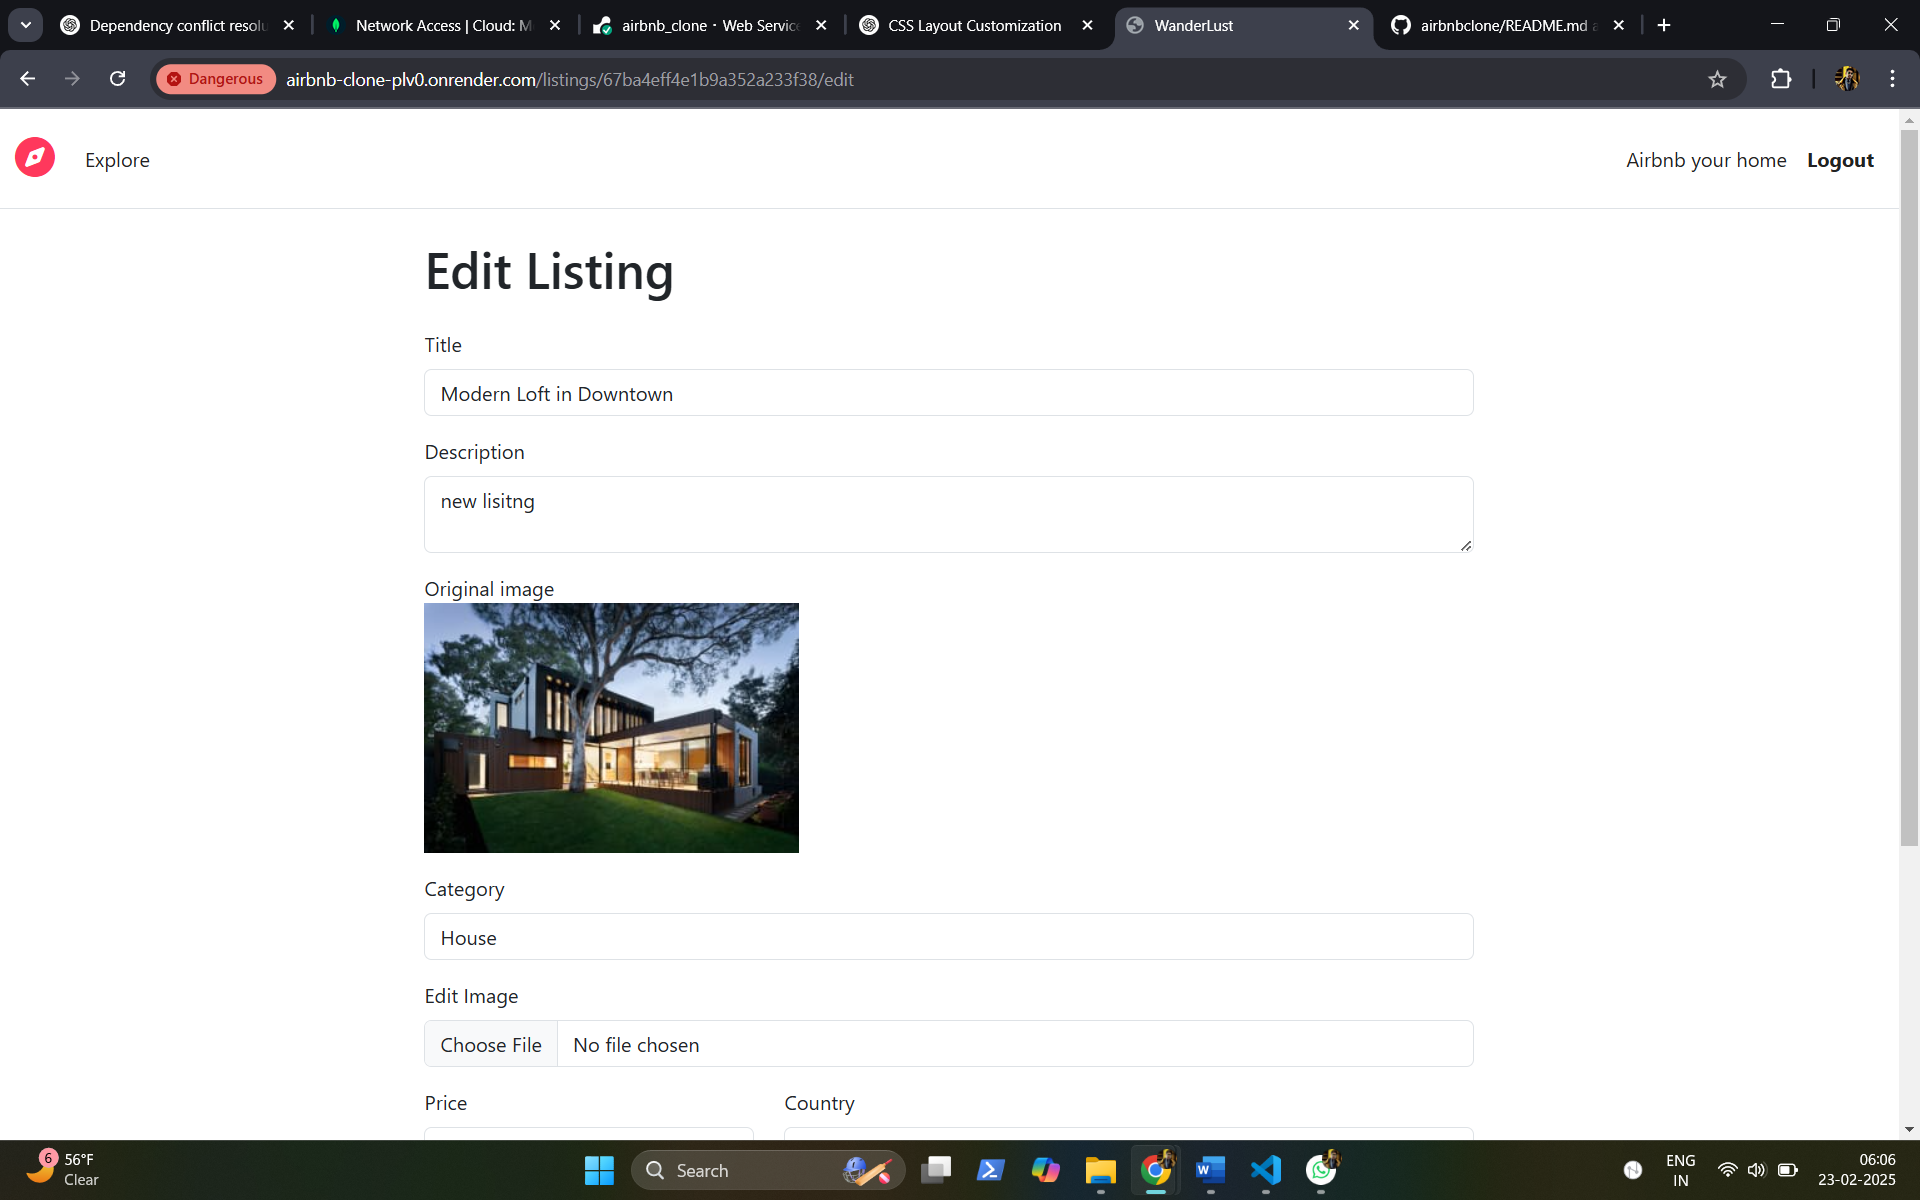 Dependency conflict resolu
Network Access | Cloud: M
airbnb_clone · Web Service
CSS Layout Customization
WanderLust
airbnbclone/README.md a
Dangerous
airbnb-clone-plv0.onrender.com/listings/67ba4eff4e1b9a352a233f38/edit
Explore
Airbnb your home
Logout
Edit Listing
Title
Modern Loft in Downtown
Description
new lisitng
Original image
Category
House
Edit Image
Choose File
No file chosen
Price
Country
6
56°F
Clear
Search
ENG
IN
06:06
23-02-2025